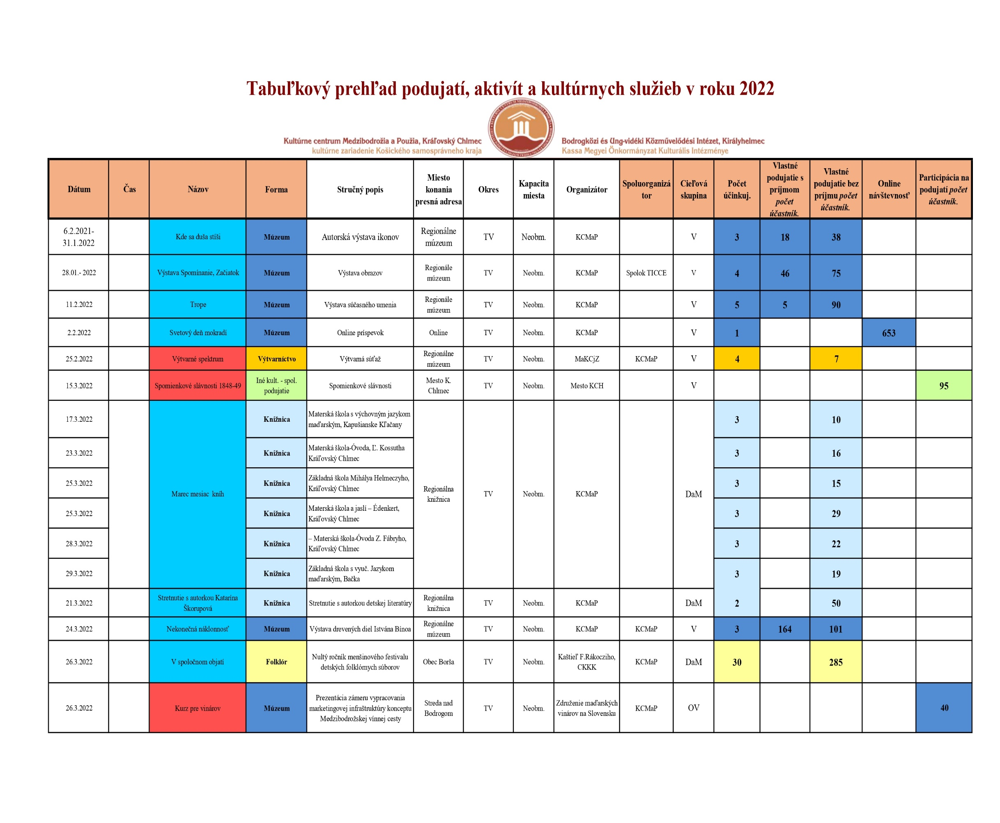 Tabuľkový prehľad podujatí, aktivít a kultúrnych služieb v roku 2022
Kultúrne centrum Medzibodrožia a Použia, Kráľovský Chlmec
kultúrne zariadenie Košického samosprávneho kraja
Bodrogközi és Ung-vidéki Közművelődési Intézet, Királyhelmec
Kassa Megyei Önkormányzat Kulturális Intézménye
Dátum
Čas
Názov
Forma
Stručný popis
Miesto
konania
presná adresa
Okres
Kapacita
miesta
Organizátor
Spoluorganizá
tor
Cieľová
skupina
Počet
účinkuj.
Vlastné
podujatie s
príjmom
počet
účastník.
Vlastné
podujatie bez
príjmu počet
účastník.
Online
návštevnosť
Participácia na
podujatí počet
účastník.
6.2.2021-
31.1.2022
Kde sa duša stíši
Múzeum
Autorská výstava ikonov
Regionálne
múzeum
TV
Neobm.
KCMaP
V
3
18
38
28.01.- 2022
Výstava Spomínanie, Začiatok
Múzeum
Výstava obrazov
Regionále
múzeum
TV
Neobm.
KCMaP
Spolok TICCE
V
4
46
75
11.2.2022
Trope
Múzeum
Výstava súčasného umenia
Regionále
múzeum
TV
Neobm.
KCMaP
V
5
5
90
2.2.2022
Svetový deň mokradí
Múzeum
Online príspevok
Online
TV
Neobm.
KCMaP
V
1
653
25.2.2022
Výtvarné spektrum
Výtvarníctvo
Výtvarná súťaž
Regionálne
múzeum
TV
Neobm.
MaKCjZ
KCMaP
V
4
7
15.3.2022
Spomienkové slávnosti 1848-49
Iné kult. - spol.
podujatie
Spomienkové slávnosti
Mesto K.
Chlmec
TV
Neobm.
Mesto KCH
V
95
17.3.2022
Knižnica
Materská škola s výchovným jazykom
maďarským, Kapušianske Kľačany
3
10
23.3.2022
Knižnica
Materská škola-Óvoda, Ľ. Kossutha
Kráľovský Chlmec
3
16
25.3.2022
Knižnica
Základná škola Mihálya Helmeczyho,
Kráľovský Chlmec
3
15
Marec mesiac  kníh
Regionálna
knižnica
TV
Neobm.
KCMaP
DaM
25.3.2022
Knižnica
Materská škola a jaslí – Édenkert,
Kráľovský Chlmec
3
29
28.3.2022
Knižnica
– Materská škola-Óvoda Z. Fábryho,
Kráľovský Chlmec
3
22
29.3.2022
Knižnica
Základná škola s vyuč. Jazykom
maďarským, Bačka
3
19
21.3.2022
Stretnutie s autorkou Katarína
Škorupová
Knižnica
Stretnutie s autorkou detskej literatúry
Regionálna
knižnica
TV
Neobm.
KCMaP
DaM
2
50
24.3.2022
Nekonečná náklonnosť
Múzeum
Výstava drevených diel Istvána Bínoa
Regionálne
múzeum
TV
Neobm.
KCMaP
KCMaP
V
3
164
101
26.3.2022
V spoločnom objatí
Folklór
Nultý ročník menšinového festivalu
detských folklórnych súborov
Obec Borša
TV
Neobm.
Kaštieľ F.Rákocziho,
CKKK
KCMaP
DaM
30
285
26.3.2022
Kurz pre vinárov
Múzeum
Prezentácia zámeru vypracovania
marketingovej infraštruktúry konceptu
Medzibodrožskej vínnej cesty
Streda nad
Bodrogom
TV
Neobm.
Združenie maďarských
vinárov na Slovensku
KCMaP
OV
40